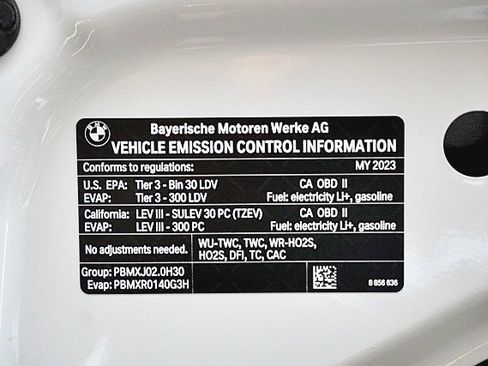 BMW
Bayerische Motoren Werke AG
VEHICLE EMISSION CONTROL INFORMATION
Conforms to regulations: MY 2023
U.S. EPA: Tier 3 - Bin 30 LDV CA OBD II
EVAP: Tier 3 - 300 LDV Fuel: electricity Li+, gasoline
California: LEV III - SULEV 30 PC (TZEV) CA OBD II
EVAP: LEV III - 300 PC Fuel: electricity Li+, gasoline
No adjustments needed. WU-TWC, TWC, WR-HO2S,
HO2S, DFI, TC, CAC
Group: PBMXJ02.0H30
Evap: PBMXR0140G3H 8 856 636